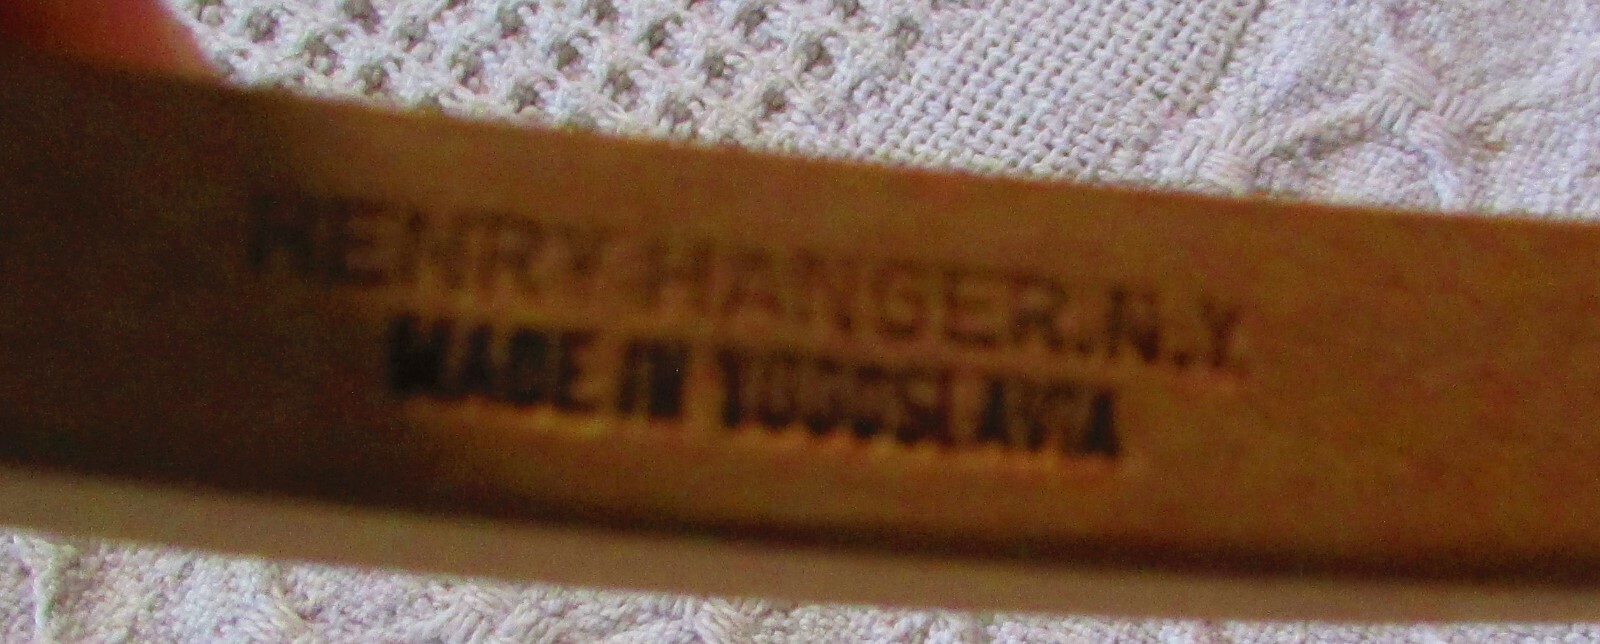 HENRY HANGER.N.Y.
MADE IN YUGOSLAVIA